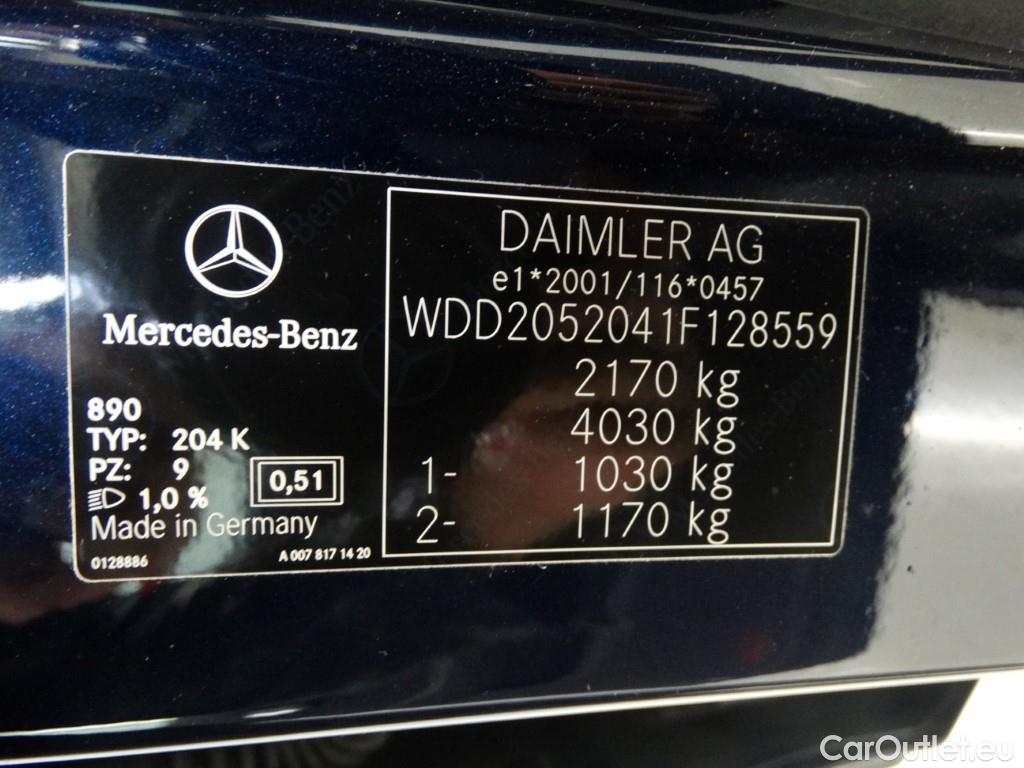 Mercedes-Benz
890
TYP: 204 K
PZ: 9
1,0 %
0,51
Made in Germany
0128886
A 007 817 14 20
DAIMLER AG
e1*2001/116*0457
WDD2052041F128559
2170 kg
4030 kg
1- 1030 kg
2- 1170 kg
CarOutlet.eu